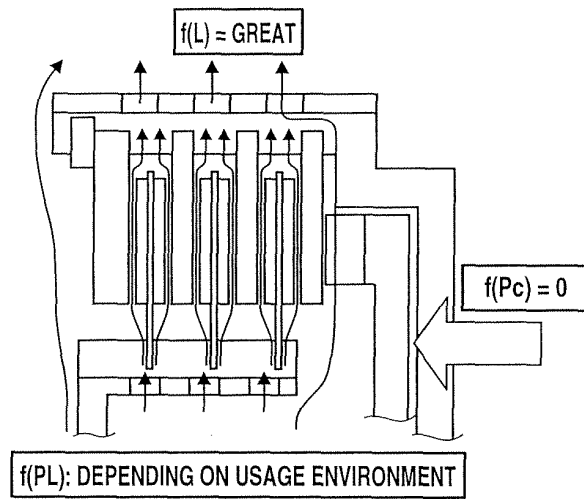 f(L) = GREAT
f(Pc) = 0
f(PL): DEPENDING ON USAGE ENVIRONMENT